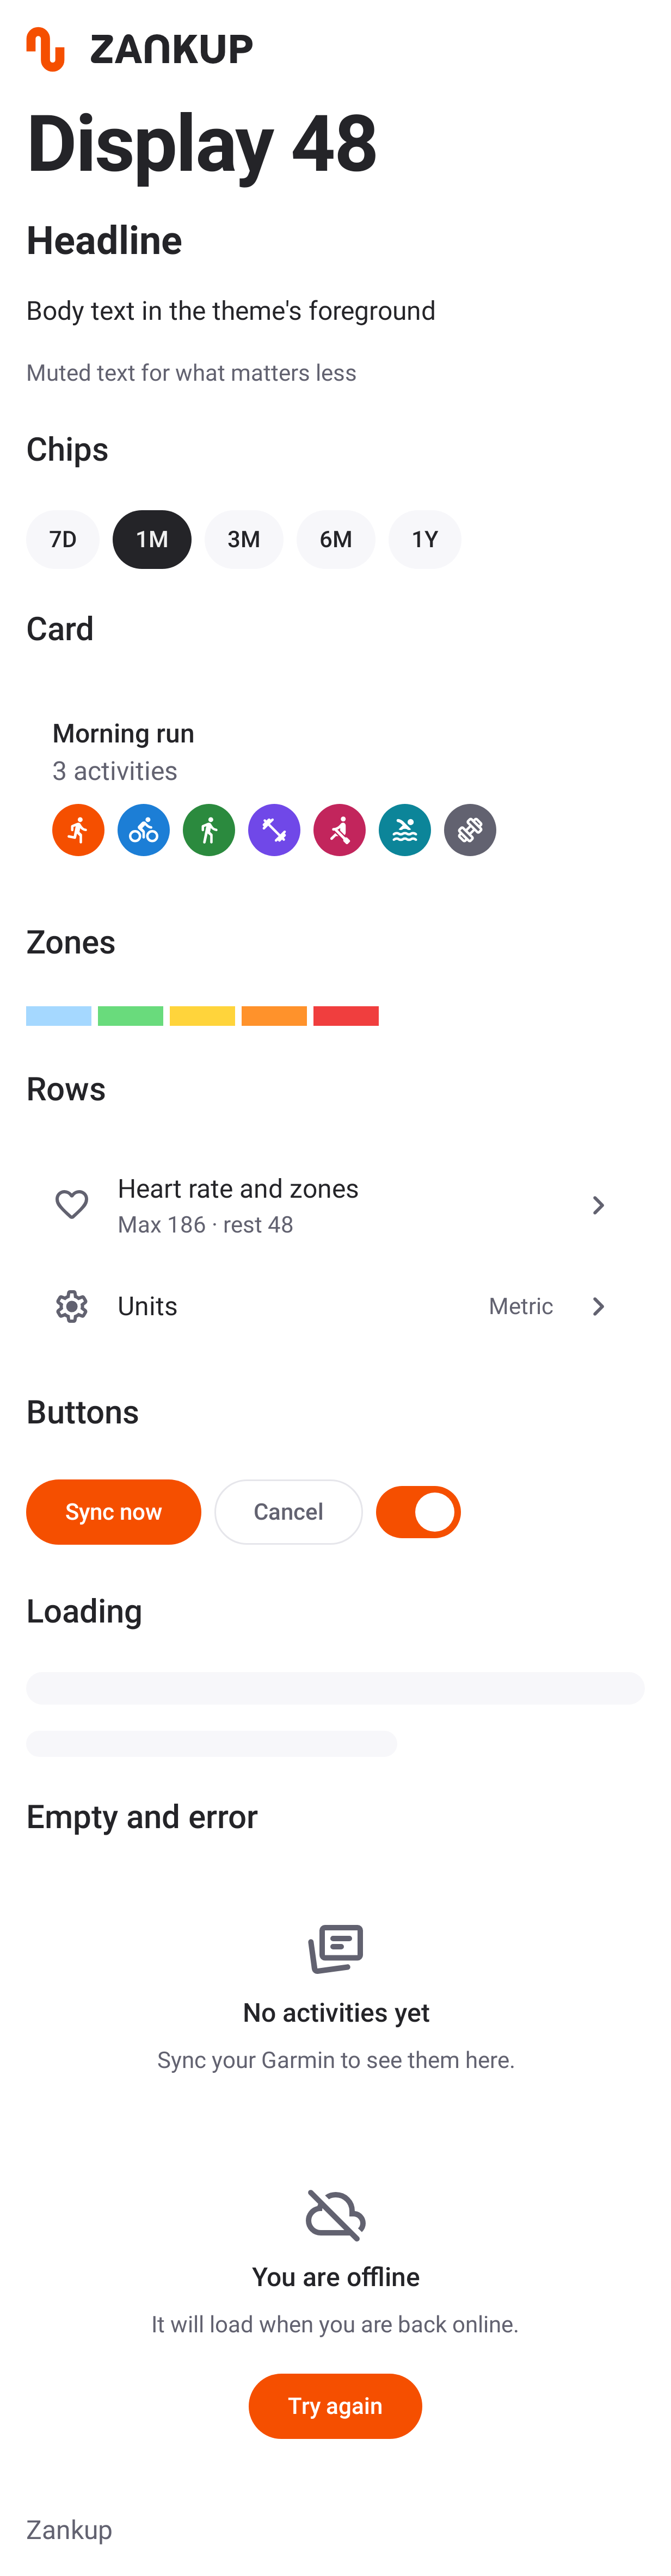 ZANKUP
Display 48
Headline
Body text in the theme's foreground
Muted text for what matters less
Chips
7D 1M 3M 6M 1Y
Card
Morning run
3 activities
Zones
Rows
Heart rate and zones
Max 186 · rest 48
Units Metric
Buttons
Sync now Cancel
Loading
Empty and error
No activities yet
Sync your Garmin to see them here.
You are offline
It will load when you are back online.
Try again
Zankup